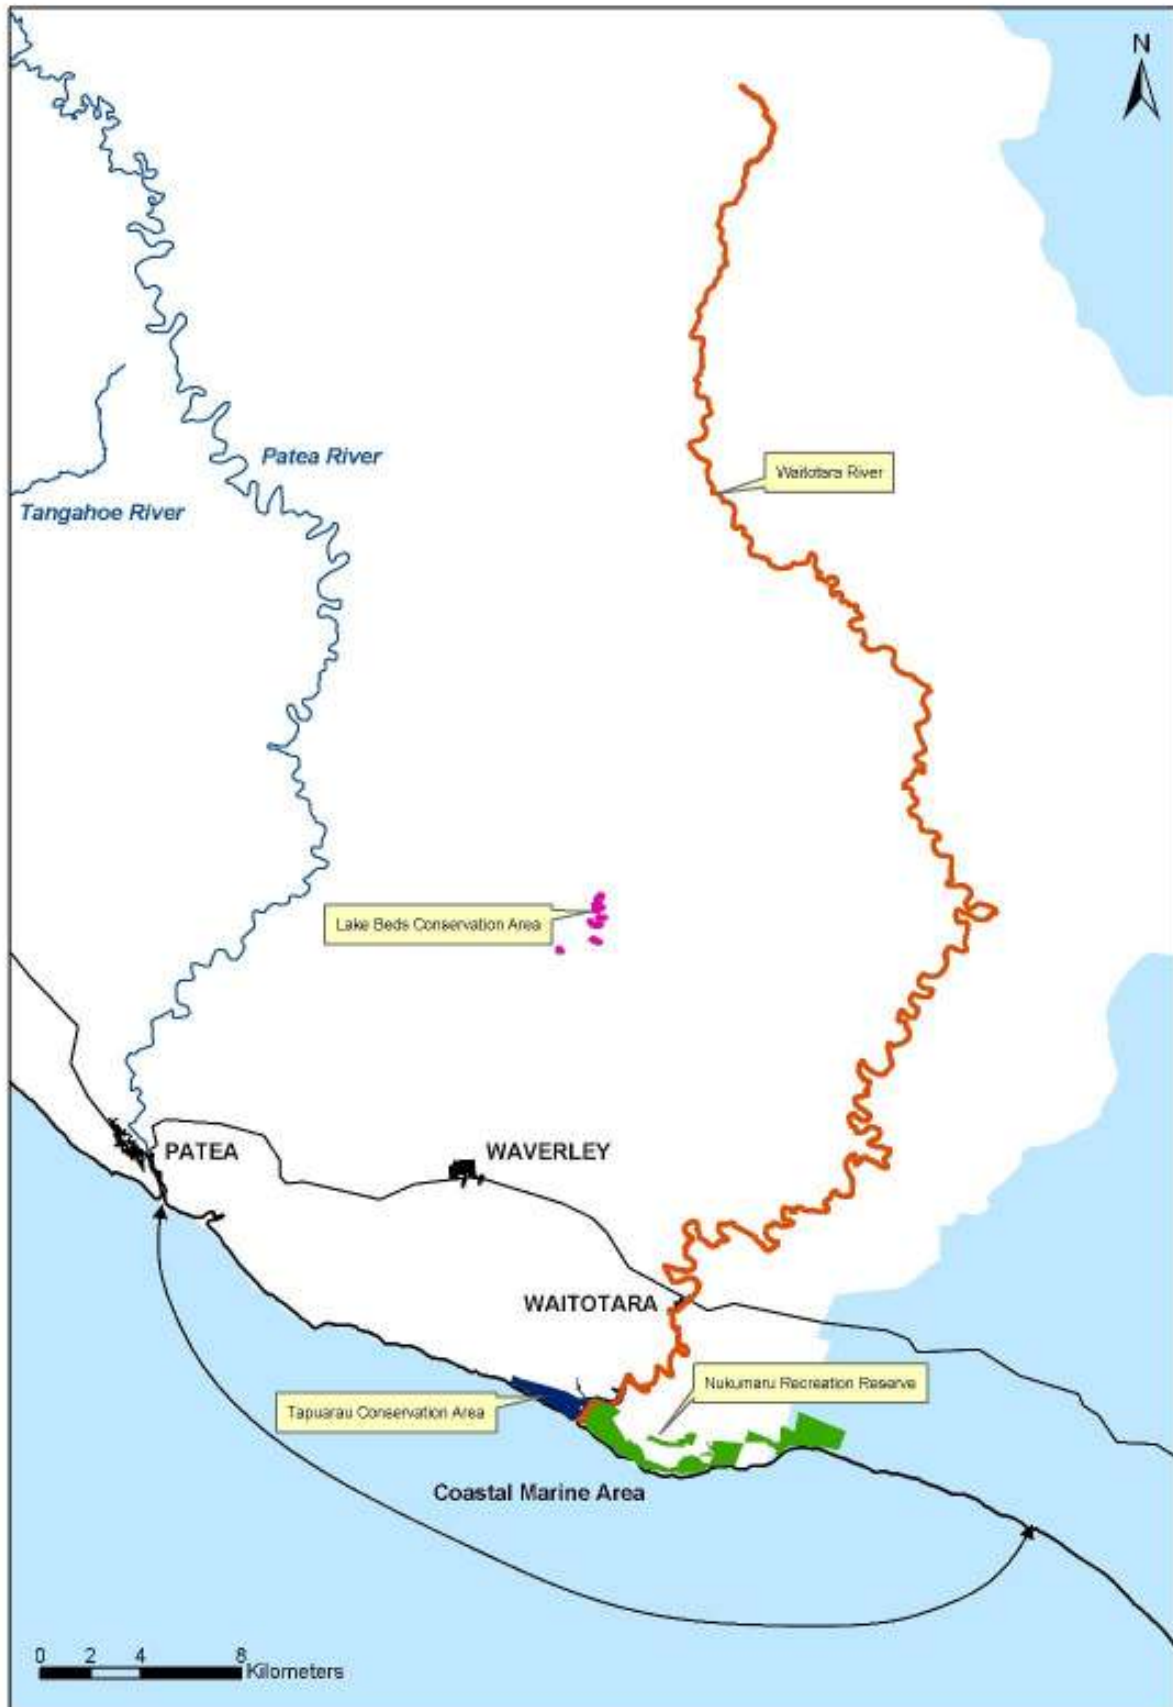 N
Patea River
Waitotara River
Tangahoe River
Lake Beds Conservation Area
PATEA
WAVERLEY
WAITOTARA
Nukumaru Recreation Reserve
Tapuarau Conservation Area
Coastal Marine Area
0 2 4 8
Kilometers